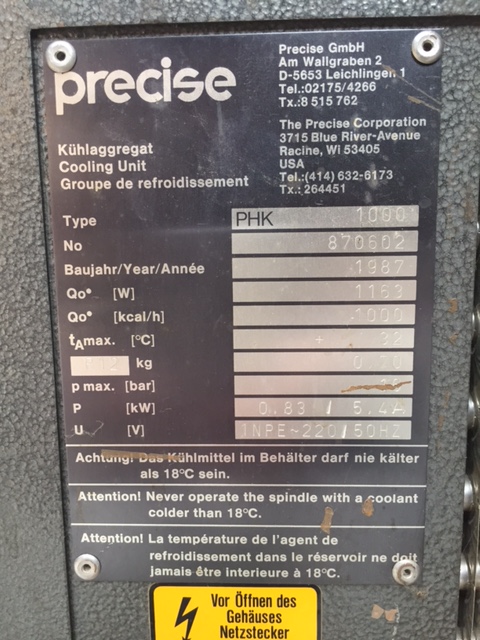 precise
Precise GmbH
Am Wallgraben 2
D-5653 Leichlingen 1
Tel.:02175/4266
Tx.:8 515 762
The Precise Corporation
3715 Blue River-Avenue
Racine, Wi 53405
USA
Tel.:(414) 632-6173
Tx.: 264451
Kühlaggregat
Cooling Unit
Groupe de refroidissement
Type PHK 1000
No 870602
Baujahr/Year/Année 1987
Qo• [W] 1163
Qo• [kcal/h] 1000
tAmax. [°C] + 32
kg 0.70
p max. [bar]
P [kW] 0.83 / 5.4A
U [V] 1NPE~220/50HZ
Achtung! Das Kühlmittel im Behälter darf nie kälter
als 18°C sein.
Attention! Never operate the spindle with a coolant
colder than 18°C.
Attention! La température de l'agent de
refroidissement dans le réservoir ne doit
jamais être interieure à 18°C.
Vor Öffnen des
Gehäuses
Netzstecker